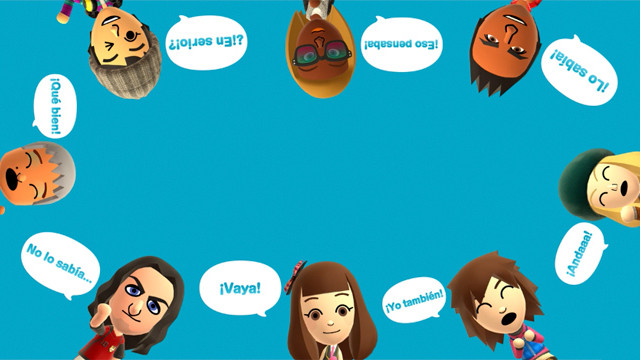 ¡¿En serio?!
¡Eso pensaba!
¡Lo sabía!
¡Qué bien!
¡Andaaa!
No lo sabía...
¡Vaya!
¡Yo también!